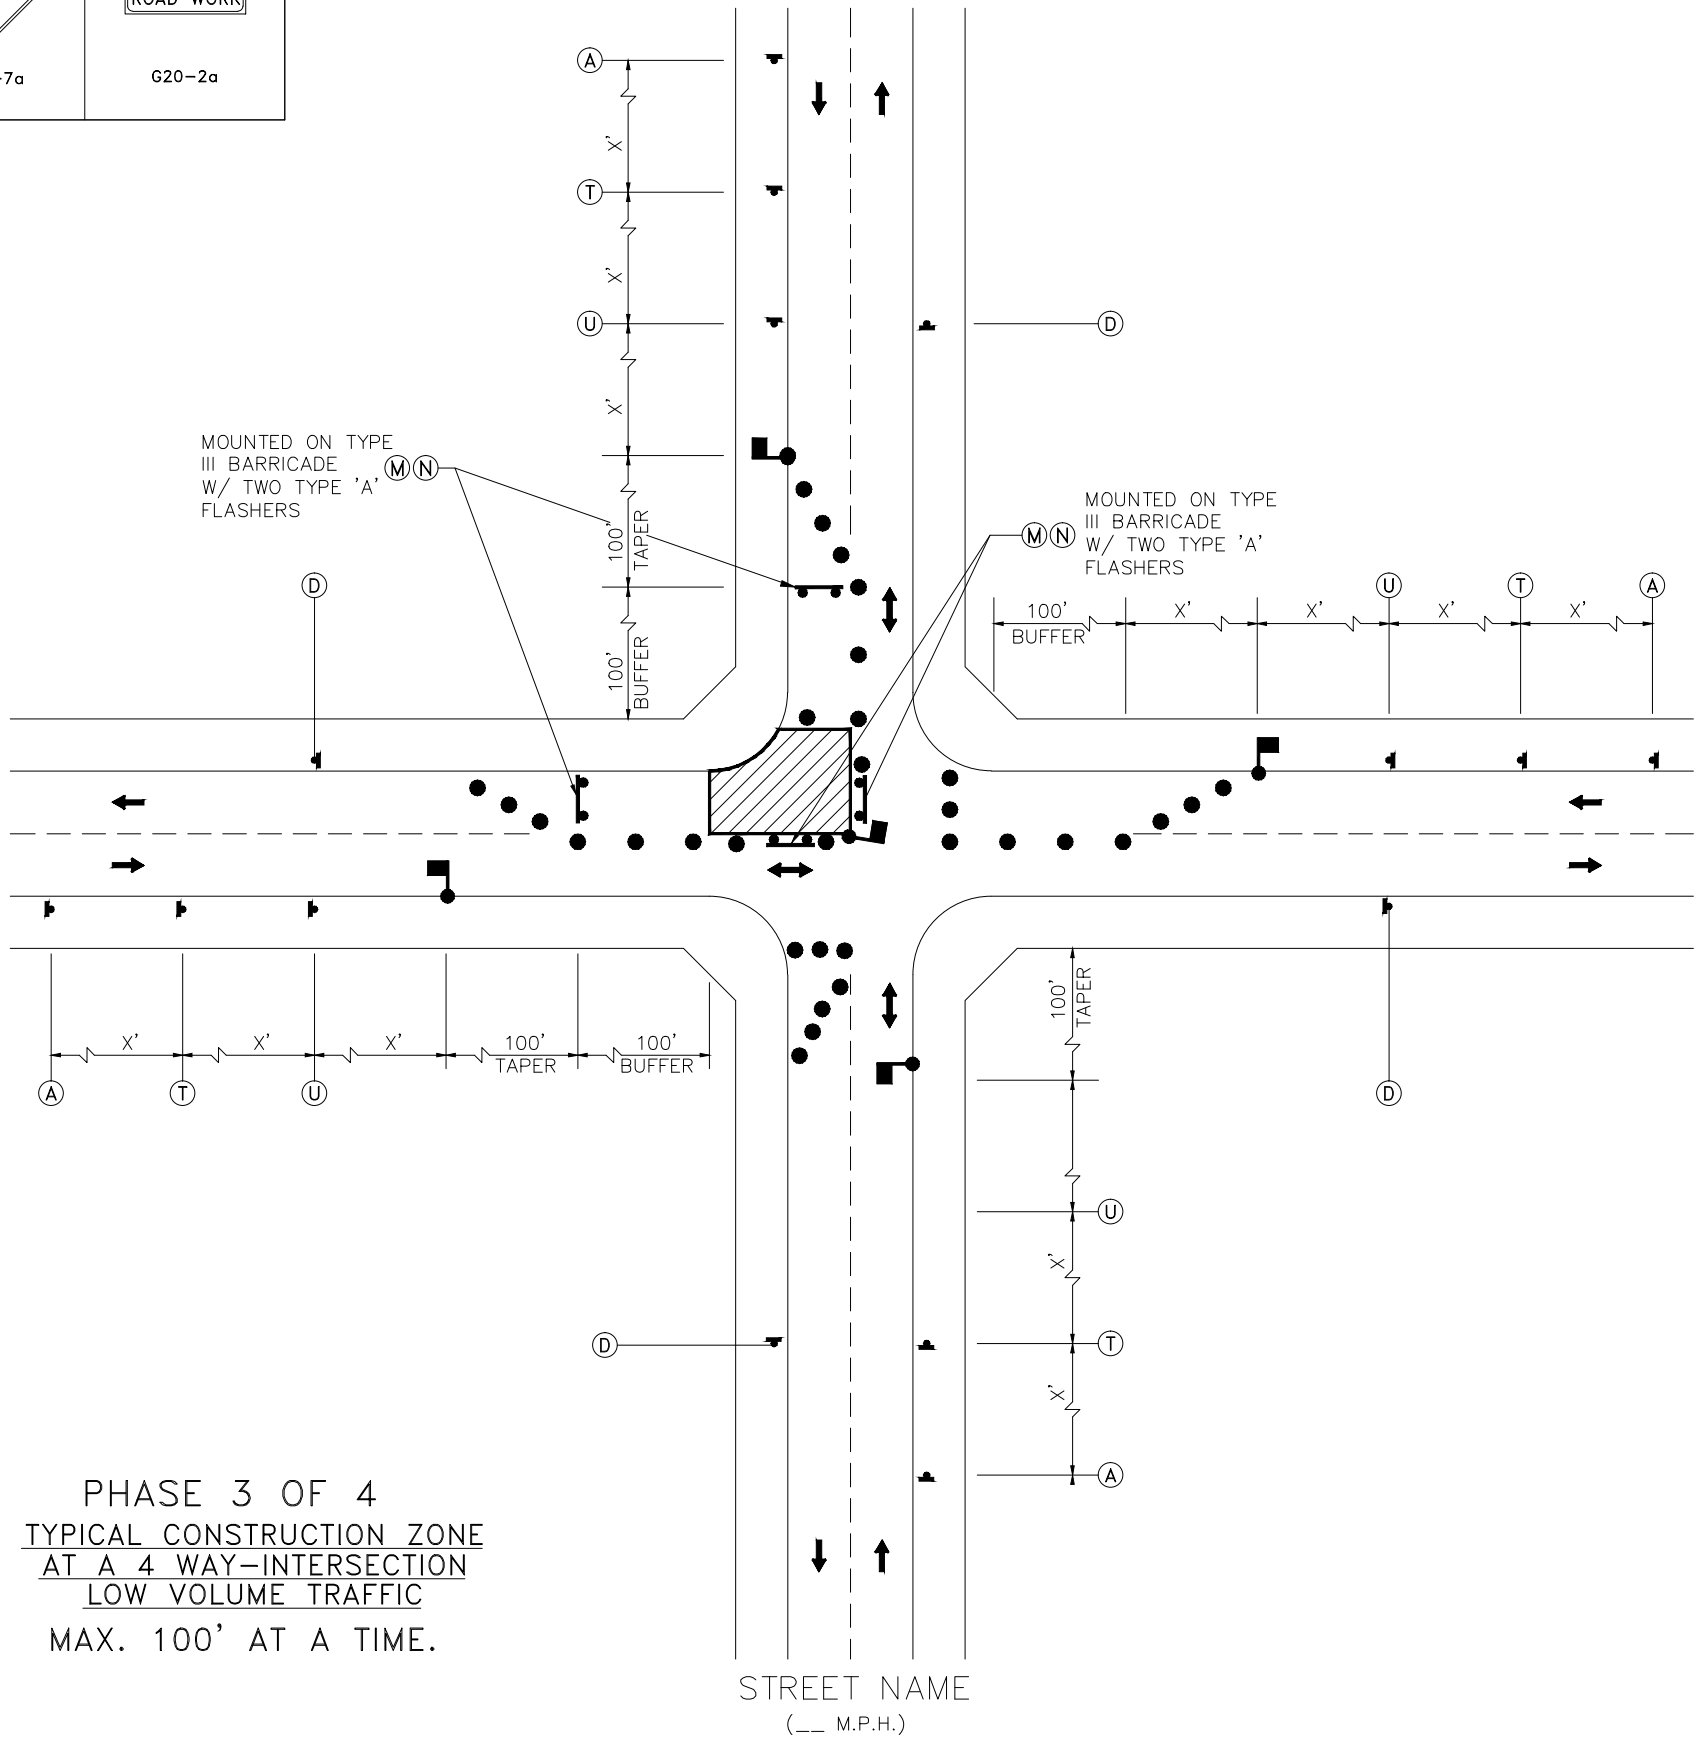 ROAD WORK
-7a
G20-2a
A
X'
T
X'
U
D
X'
MOUNTED ON TYPE
III BARRICADE
W/ TWO TYPE 'A'
FLASHERS
M N
100'
TAPER
100'
BUFFER
M N
MOUNTED ON TYPE
III BARRICADE
W/ TWO TYPE 'A'
FLASHERS
D
U
T
A
100'
BUFFER
X'
X'
X'
X'
100'
TAPER
X'
X'
X'
100'
TAPER
100'
BUFFER
A
T
U
D
U
X'
D
T
X'
A
PHASE 3 OF 4
TYPICAL CONSTRUCTION ZONE
AT A 4 WAY-INTERSECTION
LOW VOLUME TRAFFIC
MAX. 100' AT A TIME.
STREET NAME
(__ M.P.H.)